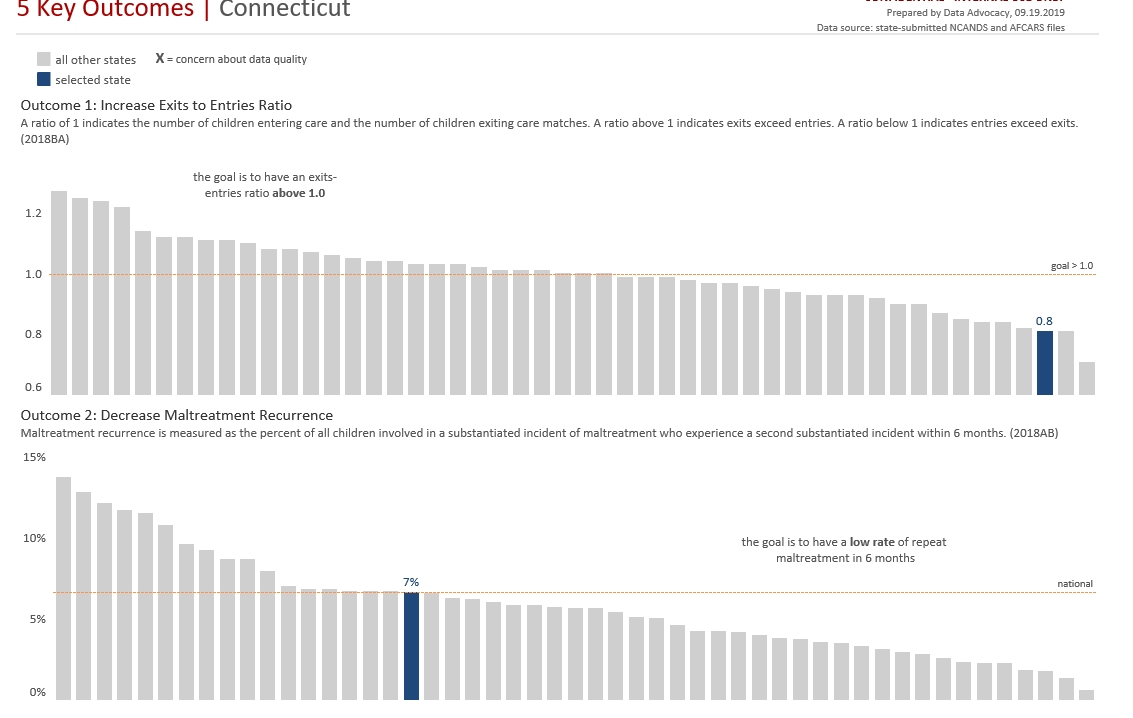 5 Key Outcomes | Connecticut
Prepared by Data Advocacy, 09.19.2019
Data source: state-submitted NCANDS and AFCARS files
all other states
X = concern about data quality
selected state
Outcome 1: Increase Exits to Entries Ratio
A ratio of 1 indicates the number of children entering care and the number of children exiting care matches. A ratio above 1 indicates exits exceed entries. A ratio below 1 indicates entries exceed exits.
(2018BA)
the goal is to have an exits-
entries ratio above 1.0
1.2
1.0
goal > 1.0
0.8
0.8
0.6
Outcome 2: Decrease Maltreatment Recurrence
Maltreatment recurrence is measured as the percent of all children involved in a substantiated incident of maltreatment who experience a second substantiated incident within 6 months. (2018AB)
15%
10%
the goal is to have a low rate of repeat
maltreatment in 6 months
7%
national
5%
0%